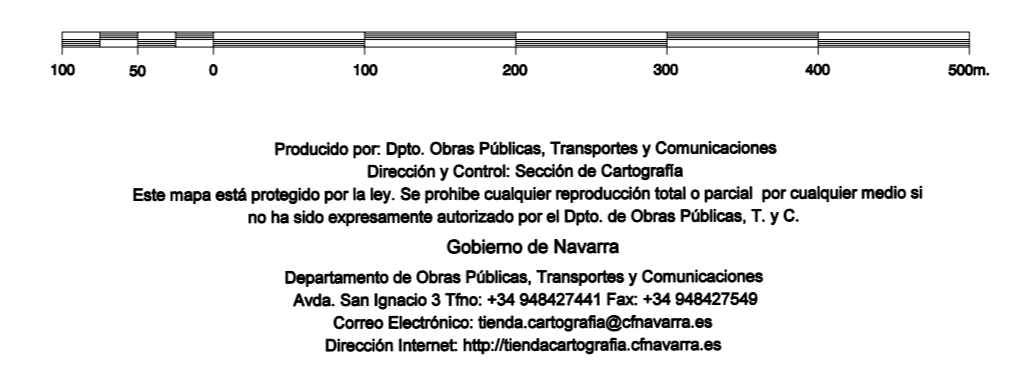 100 50 0 100 200 300 400 500m.
Producido por: Dpto. Obras Públicas, Transportes y Comunicaciones
Dirección y Control: Sección de Cartografía
Este mapa está protegido por la ley. Se prohibe cualquier reproducción total o parcial por cualquier medio si
no ha sido expresamente autorizado por el Dpto. de Obras Públicas, T. y C.
Gobierno de Navarra
Departamento de Obras Públicas, Transportes y Comunicaciones
Avda. San Ignacio 3 Tfno: +34 948427441 Fax: +34 948427549
Correo Electrónico: tienda.cartografia@cfnavarra.es
Dirección Internet: http://tiendacartografia.cfnavarra.es